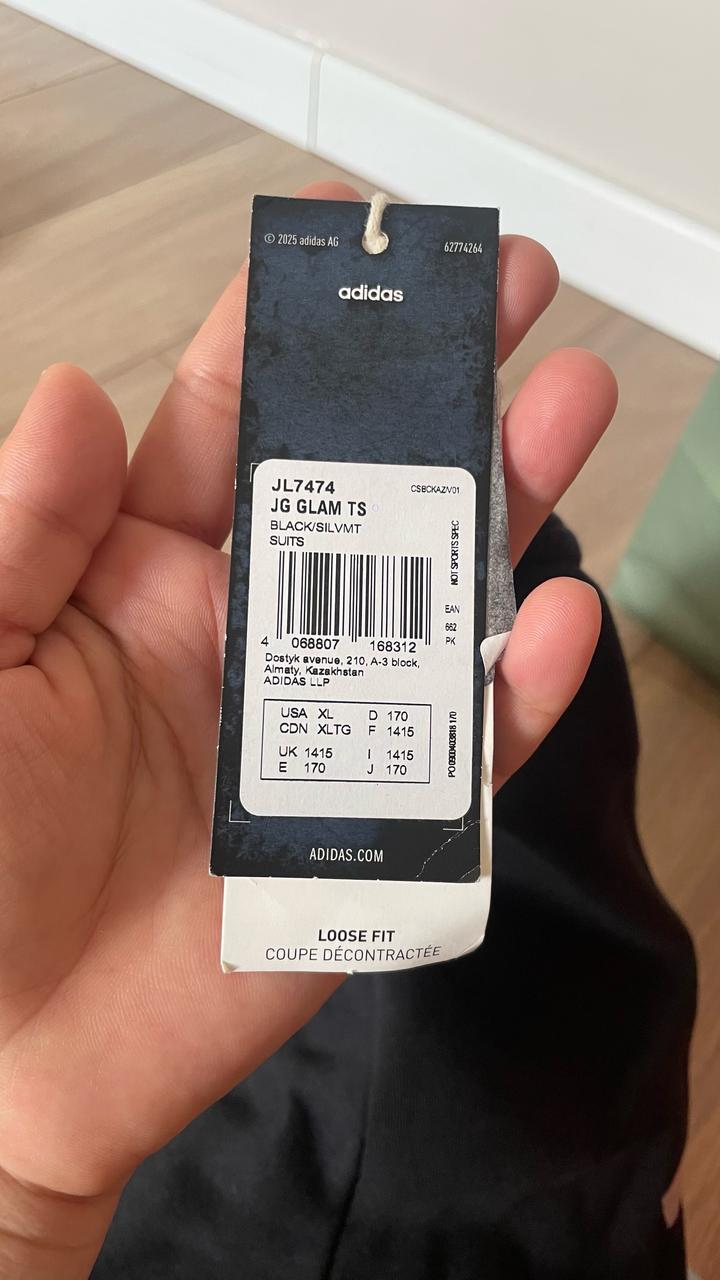 © 2025 adidas AG
62774264
adidas
JL7474
CSBCKAZ/V01
JG GLAM TS
BLACK/SILVMT
SUITS
NOT SPORTS SPEC
EAN
662
PK
4 068807 168312
Dostyk avenue, 210, A-3 block,
Almaty, Kazakhstan
ADIDAS LLP
USA XL D 170
CDN XLTG F 1415
UK 1415 I 1415
E 170 J 170
ADIDAS.COM
LOOSE FIT
COUPE DÉCONTRACTÉE